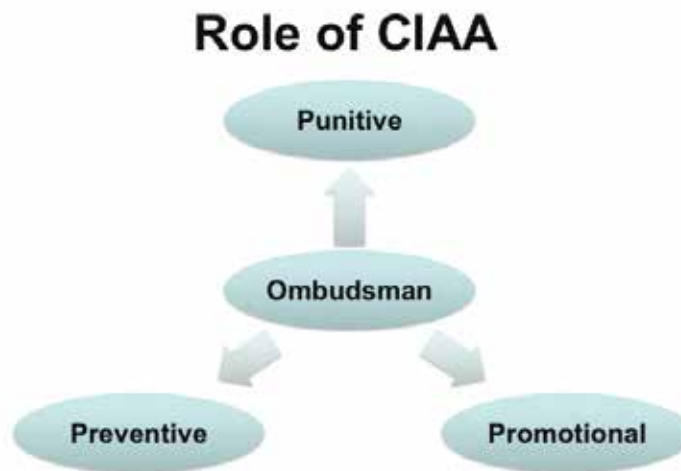 Role of CIAA
Punitive
Ombudsman
Preventive
Promotional